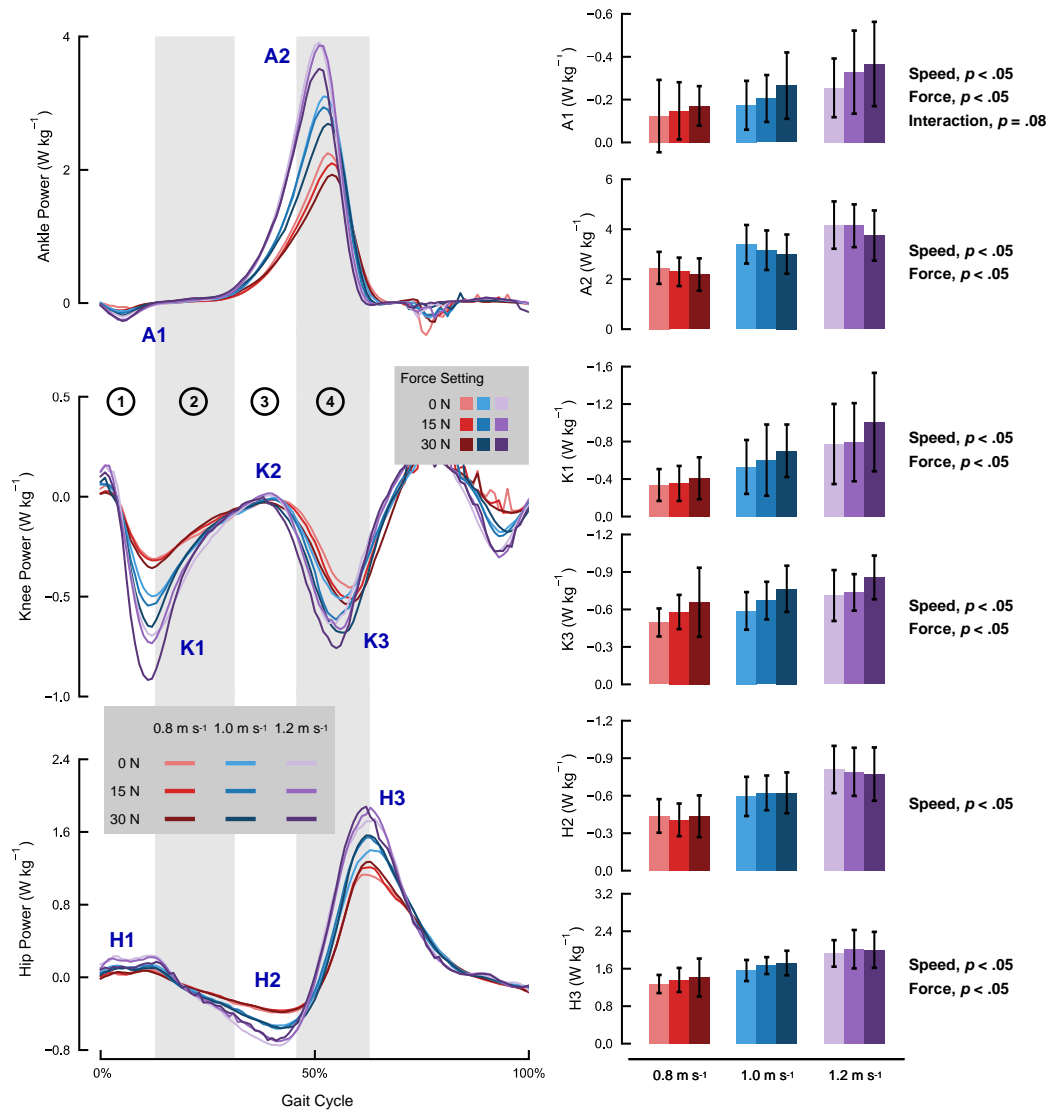 Ankle Power (W kg⁻¹)
4
2
0
A2
A1
Knee Power (W kg⁻¹)
0.5
0.0
−0.5
−1.0
1
2
3
4
K2
K1
K3
Force Setting
0 N
15 N
30 N
0.8 m s-1 1.0 m s-1 1.2 m s-1
0 N
15 N
30 N
Hip Power (W kg⁻¹)
2.4
1.6
0.8
0.0
−0.8
H1
H2
H3
0%
50%
100%
Gait Cycle
A1 (W kg⁻¹)
−0.6
−0.4
−0.2
0.0
Speed, p < .05
Force, p < .05
Interaction, p = .08
A2 (W kg⁻¹)
6
4
2
0
Speed, p < .05
Force, p < .05
K1 (W kg⁻¹)
−1.6
−1.2
−0.8
−0.4
0.0
Speed, p < .05
Force, p < .05
K3 (W kg⁻¹)
−0.9
−0.6
−0.3
0.0
Speed, p < .05
Force, p < .05
H2 (W kg⁻¹)
−1.2
−0.9
−0.6
−0.3
0.0
Speed, p < .05
H3 (W kg⁻¹)
3.2
2.4
1.6
0.8
0.0
Speed, p < .05
Force, p < .05
0.8 m s-1
1.0 m s-1
1.2 m s-1